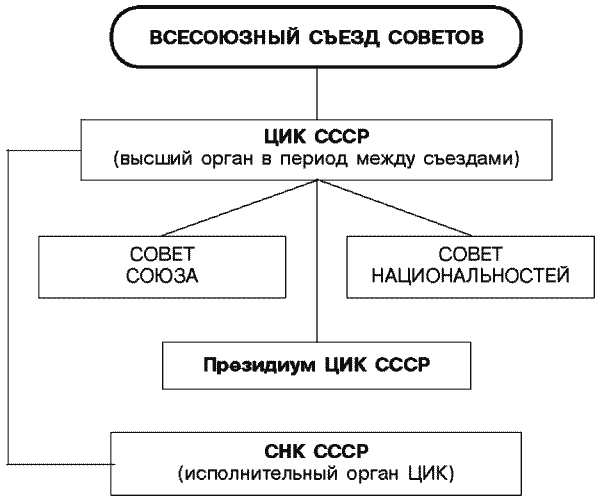 ВСЕСОЮЗНЫЙ СЪЕЗД СОВЕТОВ
ЦИК СССР
(высший орган в период между съездами)
СОВЕТ
СОЮЗА
СОВЕТ
НАЦИОНАЛЬНОСТЕЙ
Президиум ЦИК СССР
СНК СССР
(исполнительный орган ЦИК)